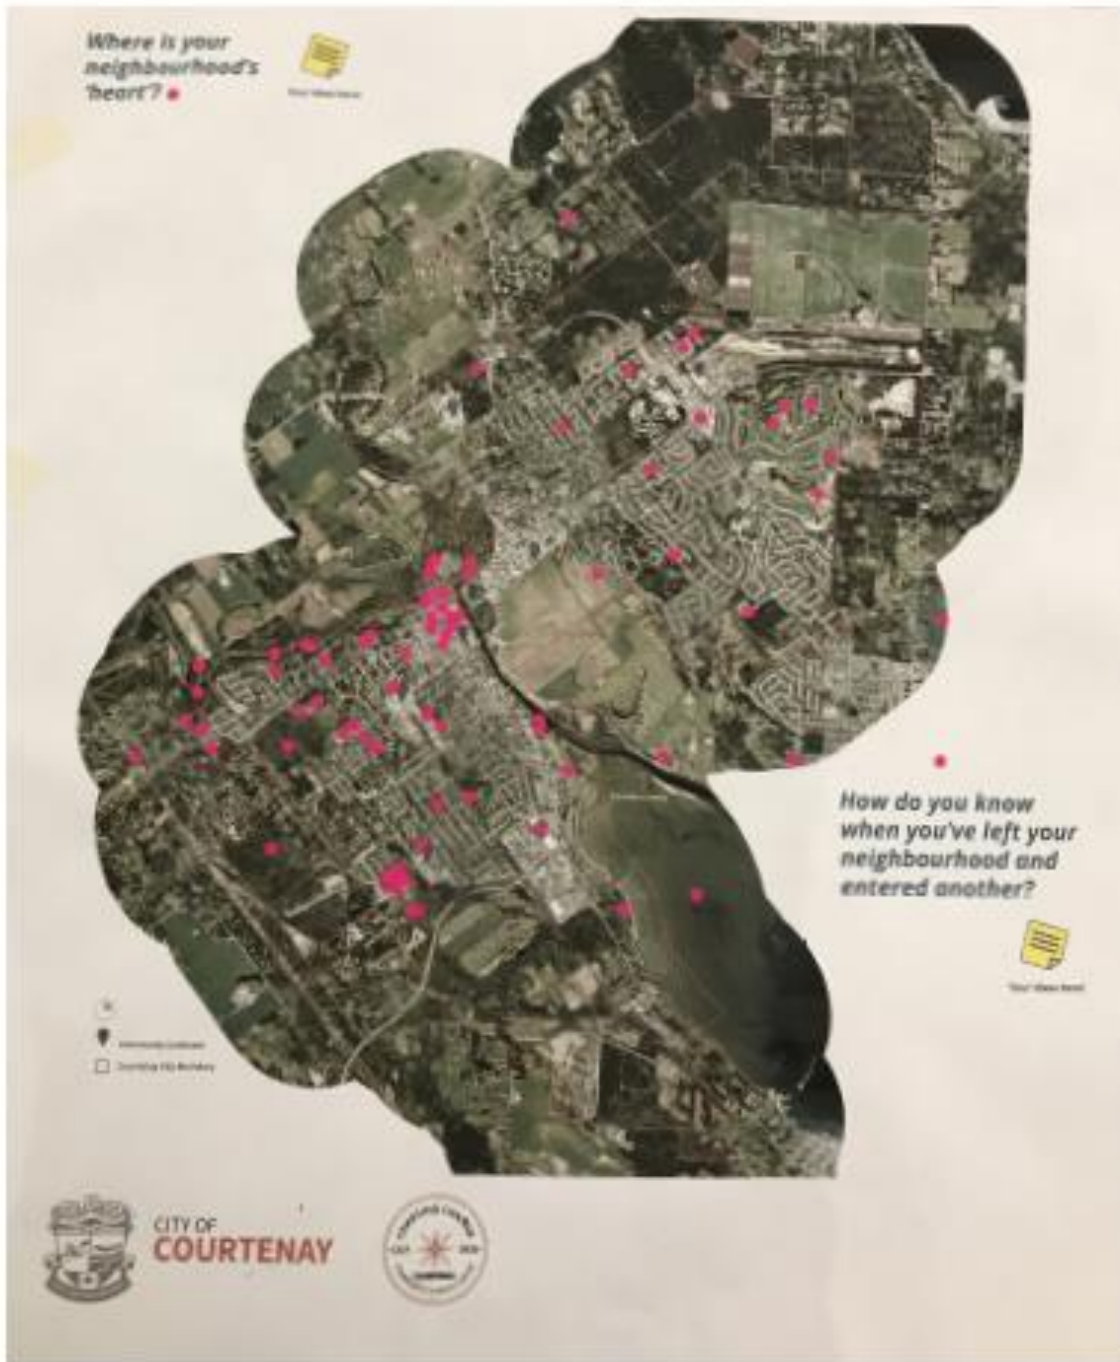 Where is your
neighbourhood's
'heart'?
How do you know
when you've left your
neighbourhood and
entered another?
CITY OF
COURTENAY